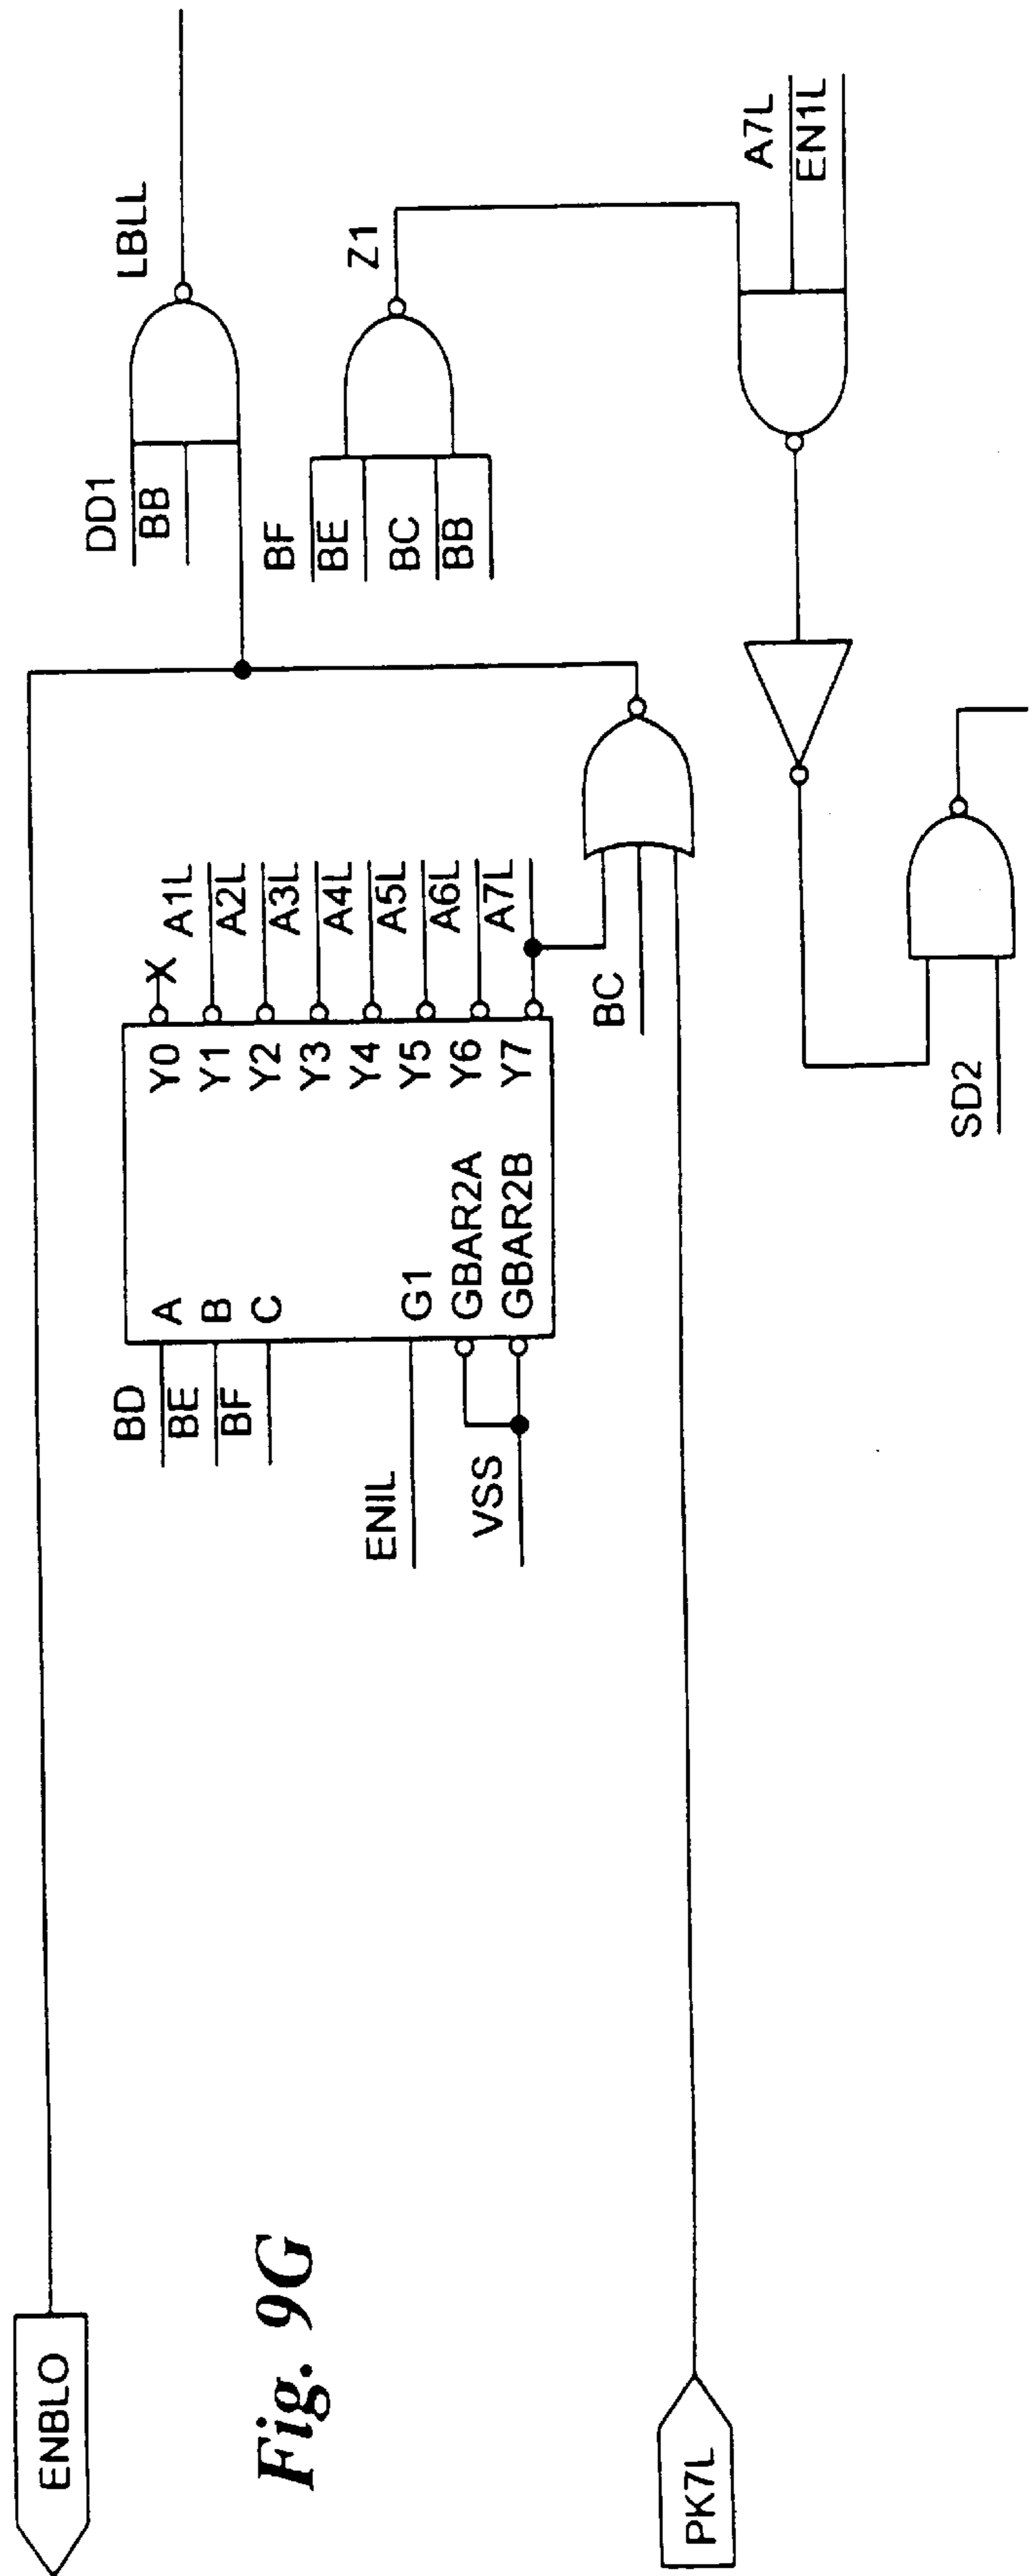 ENBLO
DD1
BB
LBLL
BD
BE
BF
A
B
C
Y0
X
Y1
A1L
Y2
A2L
Y3
A3L
Y4
A4L
Y5
A5L
Y6
A6L
Y7
A7L
ENIL
G1
GBAR2A
VSS
GBAR2B
BF
BE
BC
BB
Z1
Fig. 9G
BC
PK7L
A7L
EN1L
SD2